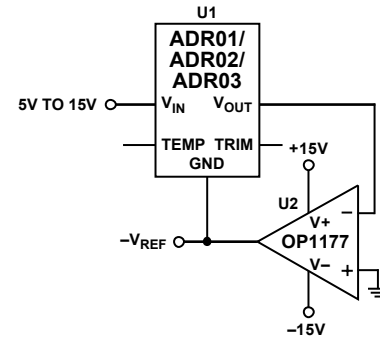 U1
ADR01/
ADR02/
ADR03
5V TO 15V
VIN VOUT
TEMP TRIM
GND
+15V
U2
V+ –
–VREF
OP1177
V– +
–15V